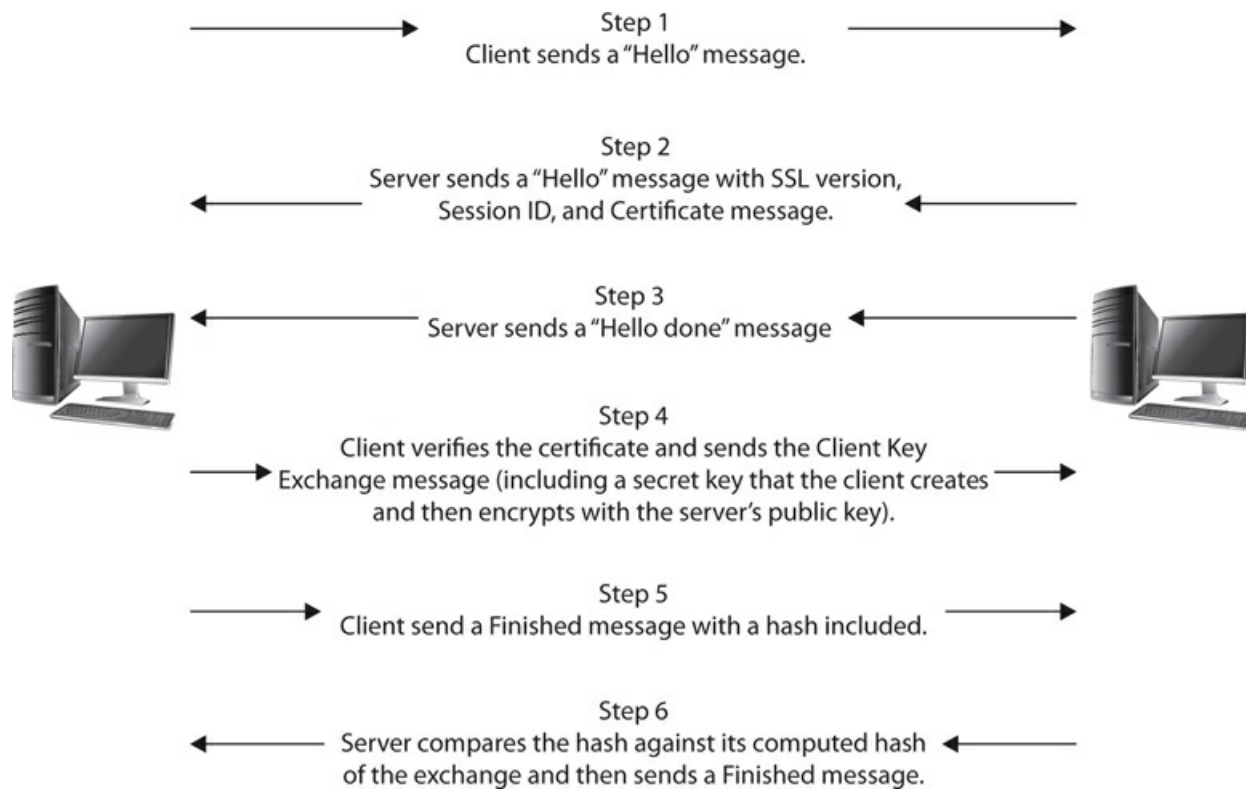 Step 1
Client sends a “Hello” message.
Step 2
Server sends a “Hello” message with SSL version,
Session ID, and Certificate message.
Step 3
Server sends a “Hello done” message
Step 4
Client verifies the certificate and sends the Client Key
Exchange message (including a secret key that the client creates
and then encrypts with the server’s public key).
Step 5
Client send a Finished message with a hash included.
Step 6
Server compares the hash against its computed hash
of the exchange and then sends a Finished message.